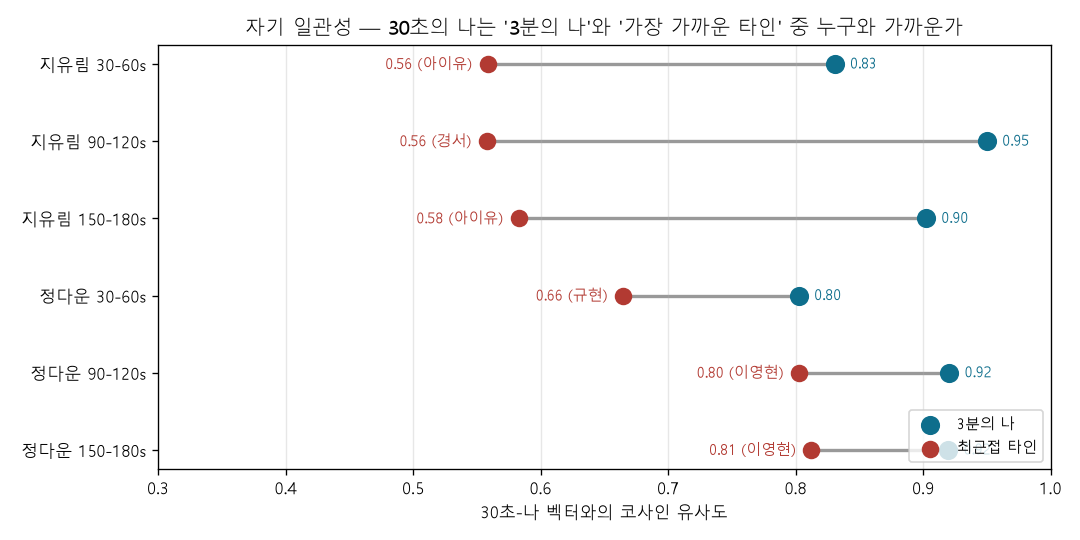 자기 일관성 — 30초의 나는 '3분의 나'와 '가장 가까운 타인' 중 누구와 가까운가
지유림 30-60s
0.56 (아이유)
0.83
지유림 90-120s
0.56 (경서)
0.95
지유림 150-180s
0.58 (아이유)
0.90
정다운 30-60s
0.66 (규현)
0.80
정다운 90-120s
0.80 (이영현)
0.92
정다운 150-180s
0.81 (이영현)
3분의 나
최근접 타인
0.3 0.4 0.5 0.6 0.7 0.8 0.9 1.0
30초-나 벡터와의 코사인 유사도